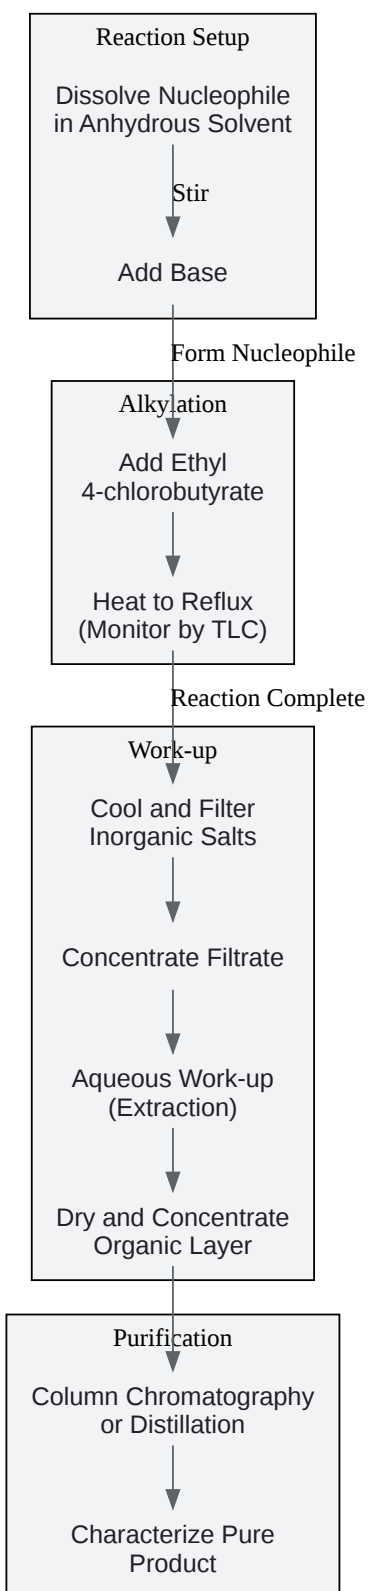 Reaction Setup
Dissolve Nucleophile
in Anhydrous Solvent
Stir
Add Base
Form Nucleophile
Alkylation
Add Ethyl
4-chlorobutyrate
Heat to Reflux
(Monitor by TLC)
Reaction Complete
Work-up
Cool and Filter
Inorganic Salts
Concentrate Filtrate
Aqueous Work-up
(Extraction)
Dry and Concentrate
Organic Layer
Purification
Column Chromatography
or Distillation
Characterize Pure
Product